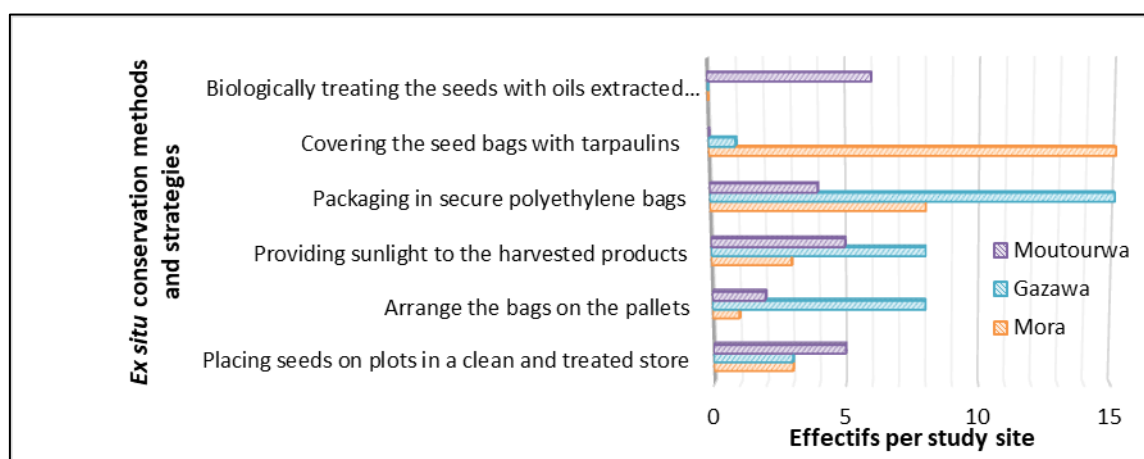 Ex situ conservation methods
and strategies
Biologically treating the seeds with oils extracted...
Covering the seed bags with tarpaulins
Packaging in secure polyethylene bags
Providing sunlight to the harvested products
Arrange the bags on the pallets
Placing seeds on plots in a clean and treated store
Moutourwa
Gazawa
Mora
0 5 10 15
Effectifs per study site